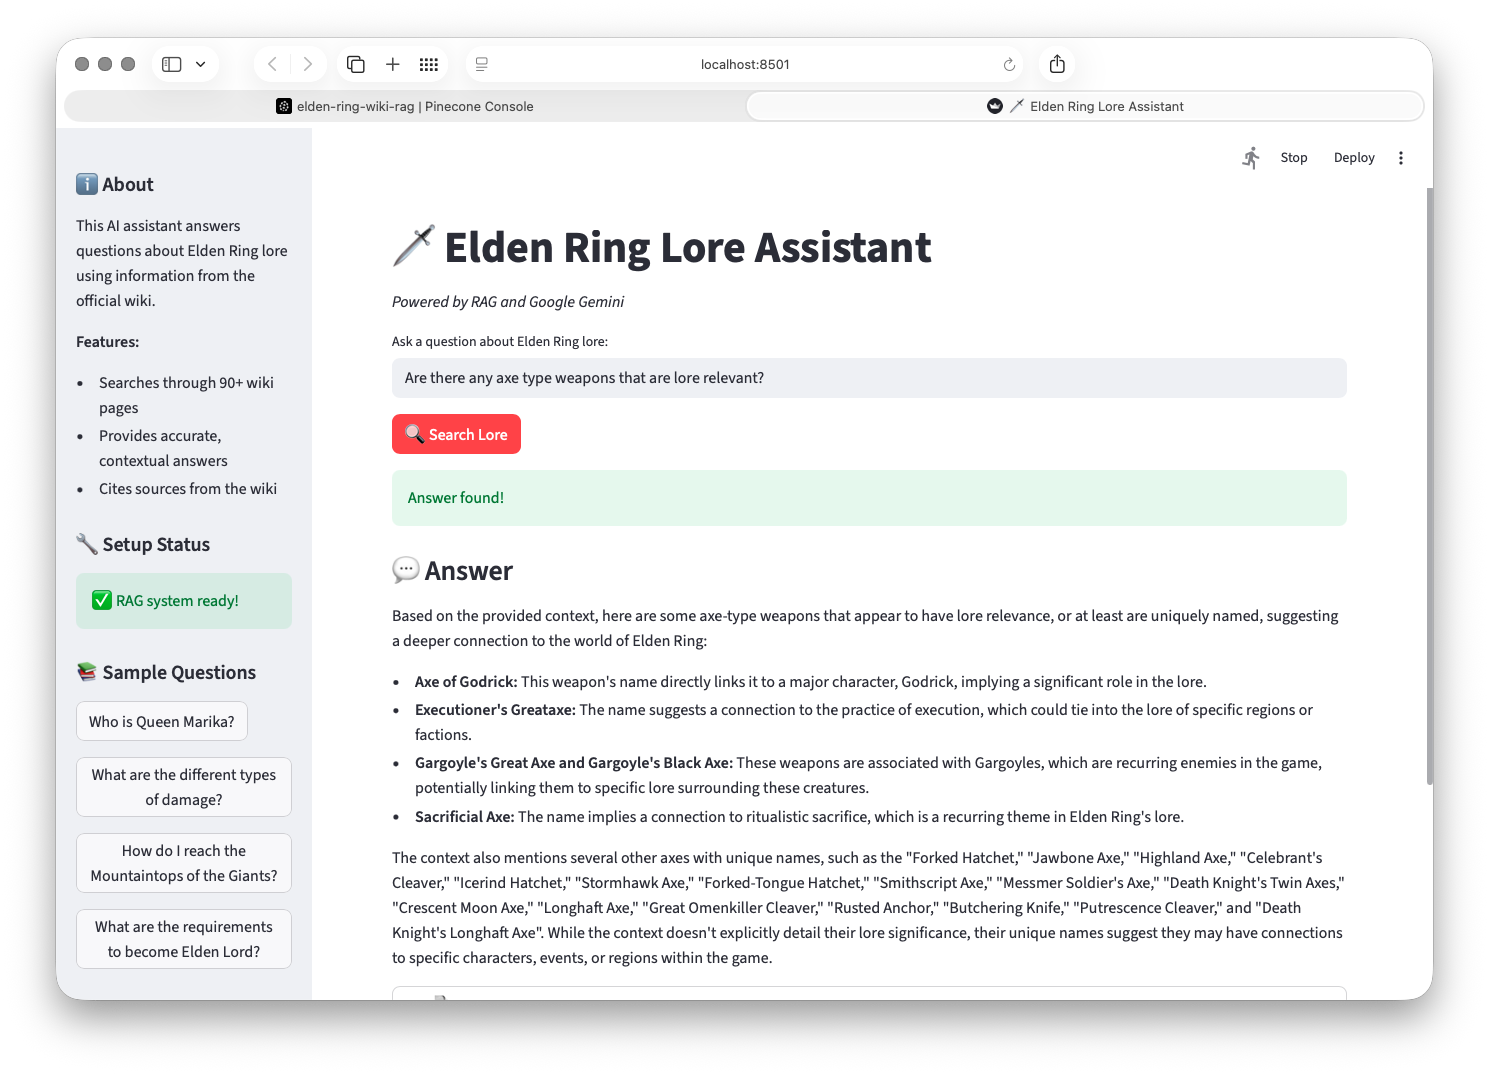 localhost:8501
elden-ring-wiki-rag | Pinecone Console
Elden Ring Lore Assistant
Stop
Deploy
About
This AI assistant answers
questions about Elden Ring lore
using information from the
official wiki.
Features:
Searches through 90+ wiki
pages
Provides accurate,
contextual answers
Cites sources from the wiki
Setup Status
RAG system ready!
Sample Questions
Who is Queen Marika?
What are the different types
of damage?
How do I reach the
Mountaintops of the Giants?
What are the requirements
to become Elden Lord?
Elden Ring Lore Assistant
Powered by RAG and Google Gemini
Ask a question about Elden Ring lore:
Are there any axe type weapons that are lore relevant?
Search Lore
Answer found!
Answer
Based on the provided context, here are some axe-type weapons that appear to have lore relevance, or at least are uniquely named, suggesting
a deeper connection to the world of Elden Ring:
Axe of Godrick: This weapon's name directly links it to a major character, Godrick, implying a significant role in the lore.
Executioner's Greataxe: The name suggests a connection to the practice of execution, which could tie into the lore of specific regions or
factions.
Gargoyle's Great Axe and Gargoyle's Black Axe: These weapons are associated with Gargoyles, which are recurring enemies in the game,
potentially linking them to specific lore surrounding these creatures.
Sacrificial Axe: The name implies a connection to ritualistic sacrifice, which is a recurring theme in Elden Ring's lore.
The context also mentions several other axes with unique names, such as the "Forked Hatchet," "Jawbone Axe," "Highland Axe," "Celebrant's
Cleaver," "Icerind Hatchet," "Stormhawk Axe," "Forked-Tongue Hatchet," "Smithscript Axe," "Messmer Soldier's Axe," "Death Knight's Twin Axes,"
"Crescent Moon Axe," "Longhaft Axe," "Great Omenkiller Cleaver," "Rusted Anchor," "Butchering Knife," "Putrescence Cleaver," and "Death
Knight's Longhaft Axe". While the context doesn't explicitly detail their lore significance, their unique names suggest they may have connections
to specific characters, events, or regions within the game.